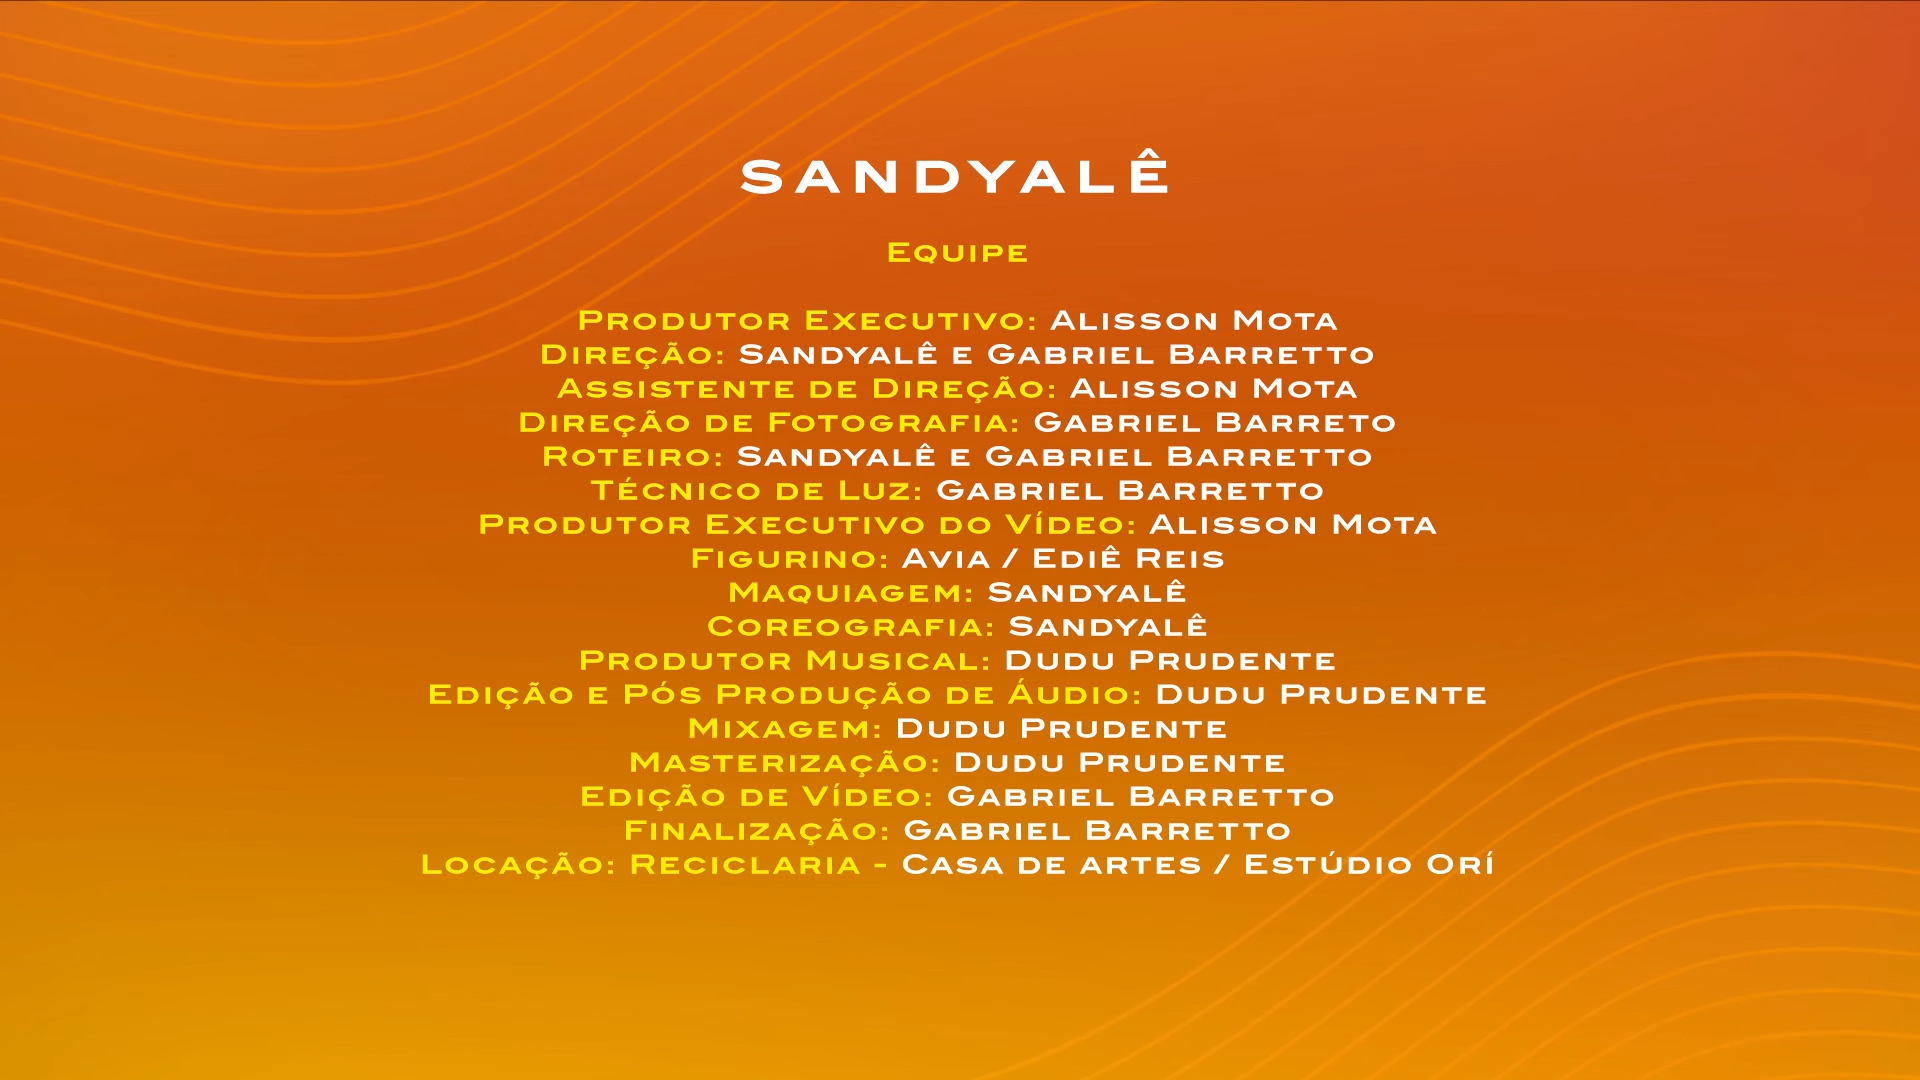 SANDYALÊ
Equipe
Produtor Executivo: Alisson Mota
Direção: Sandyalê e Gabriel Barretto
Assistente de Direção: Alisson Mota
Direção de Fotografia: Gabriel Barreto
Roteiro: Sandyalê e Gabriel Barretto
Técnico de Luz: Gabriel Barretto
Produtor Executivo do Vídeo: Alisson Mota
Figurino: Avia / Ediê Reis
Maquiagem: Sandyalê
Coreografia: Sandyalê
Produtor Musical: Dudu Prudente
Edição e Pós Produção de Áudio: Dudu Prudente
Mixagem: Dudu Prudente
Masterização: Dudu Prudente
Edição de Vídeo: Gabriel Barretto
Finalização: Gabriel Barretto
Locação: Reciclaria - Casa de artes / Estúdio Orí